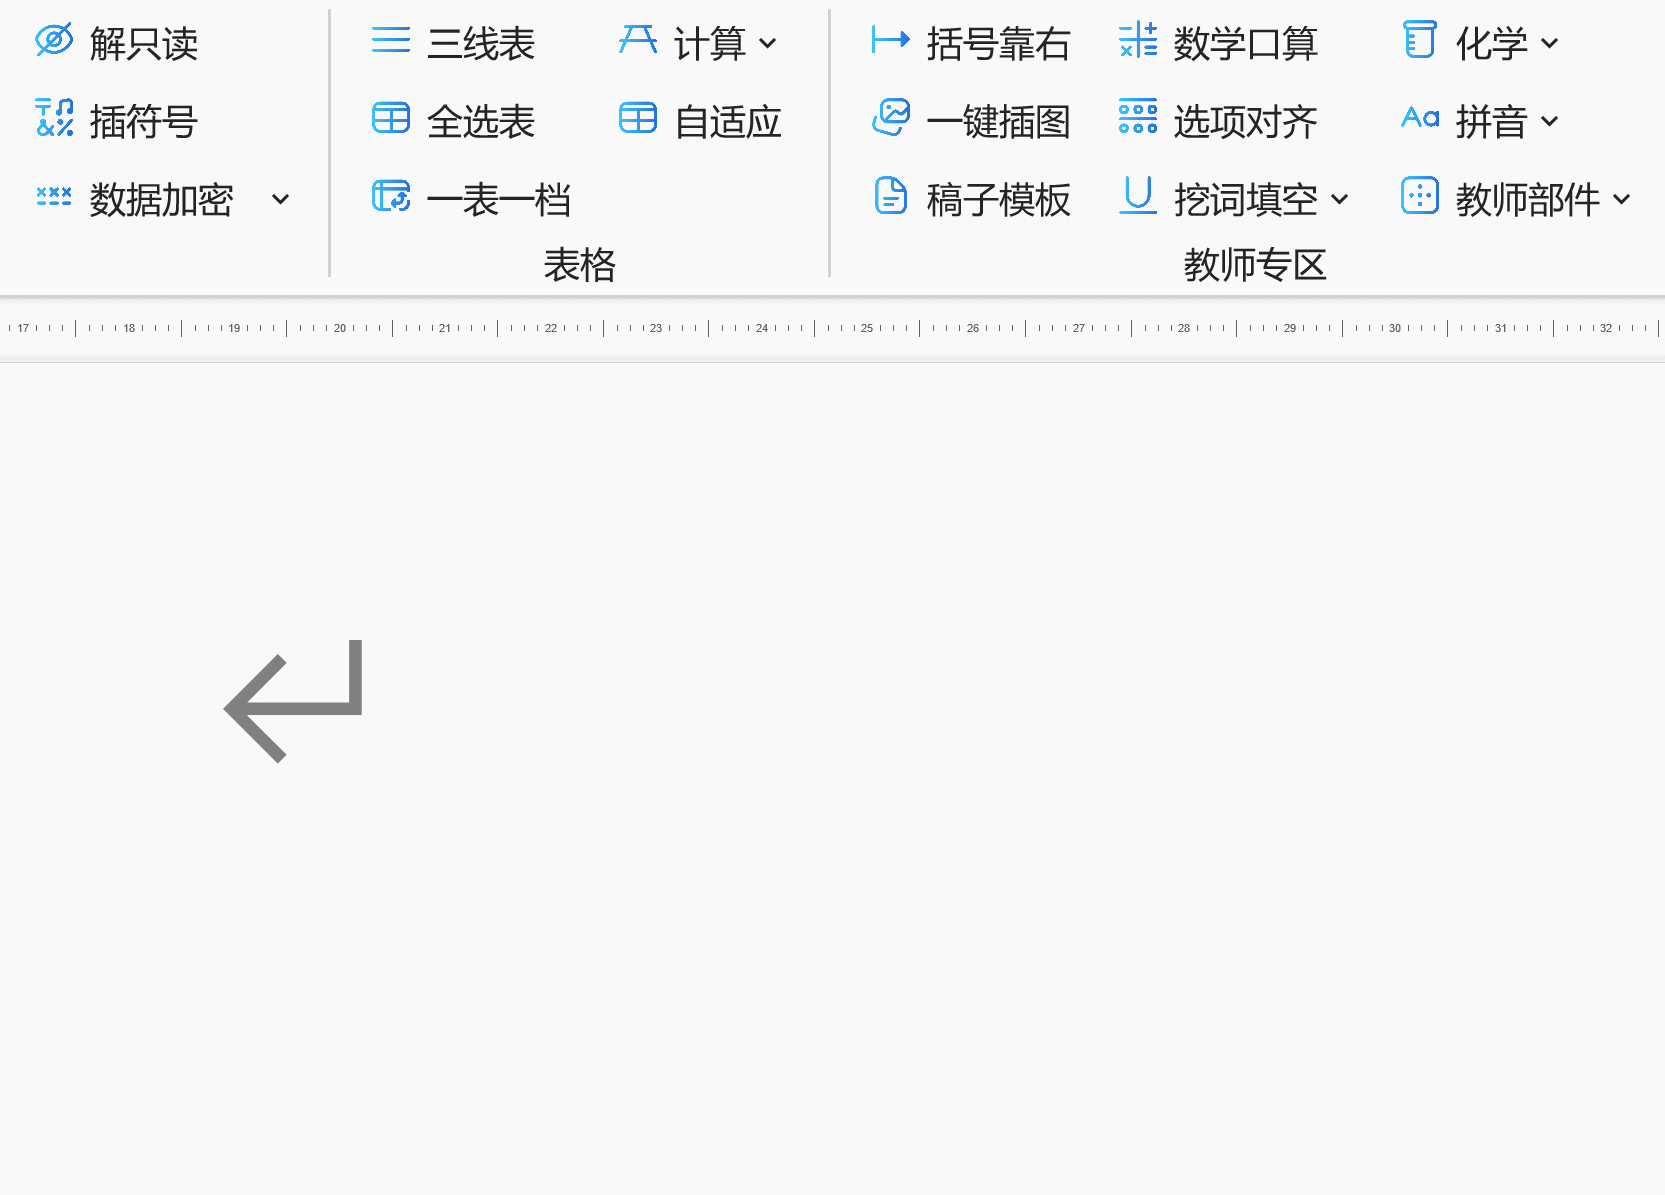 解只读 三线表 计算 括号靠右 数学口算 化学
插符号 全选表 自适应 一键插图 选项对齐 拼音
数据加密 一表一档 稿子模板 挖词填空 教师部件
表格 教师专区
17 18 19 20 21 22 23 24 25 26 27 28 29 30 31 32